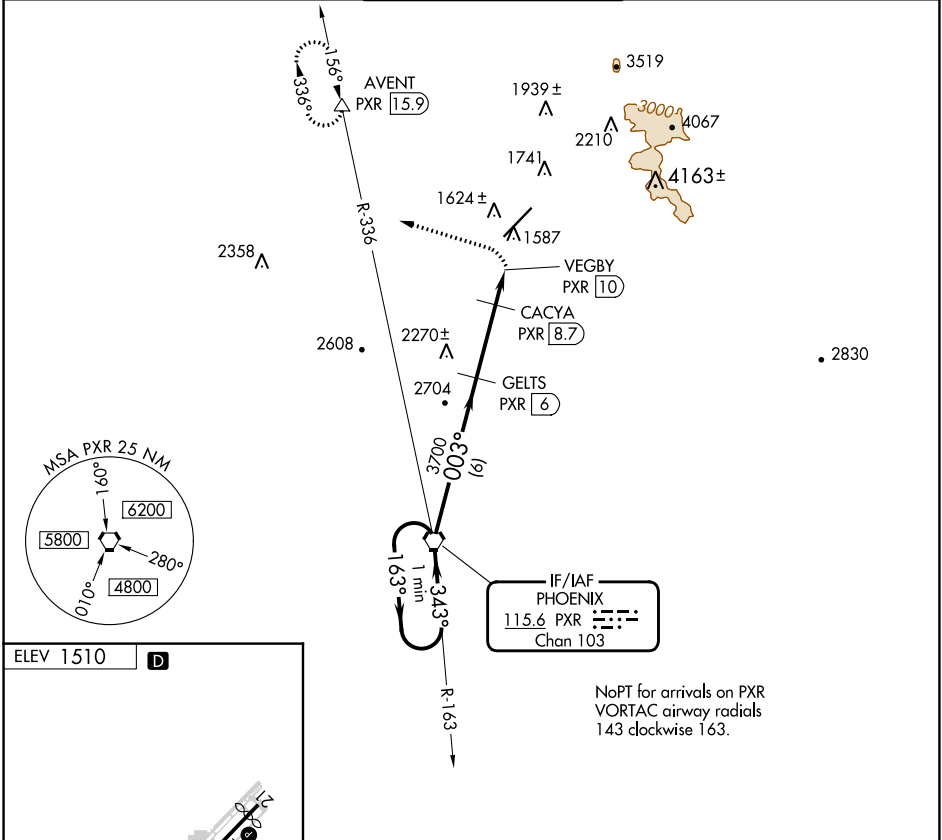 3519
156°
336°
AVENT
PXR 15.9
1939 ±
3000
4067
2210
1741
4163±
R-336
1624 ±
1587
2358
VEGBY
PXR 10
CACYA
PXR 8.7
2270±
2608
2830
GELTS
PXR 6
2704
3700
003°
(6)
MSA PXR 25 NM
160°
6200
5800
280°
4800
010°
163°
1 min
343°
IF/IAF
PHOENIX
115.6 PXR
Chan 103
ELEV 1510 D
R-163
NoPT for arrivals on PXR
VORTAC airway radials
143 clockwise 163.
21